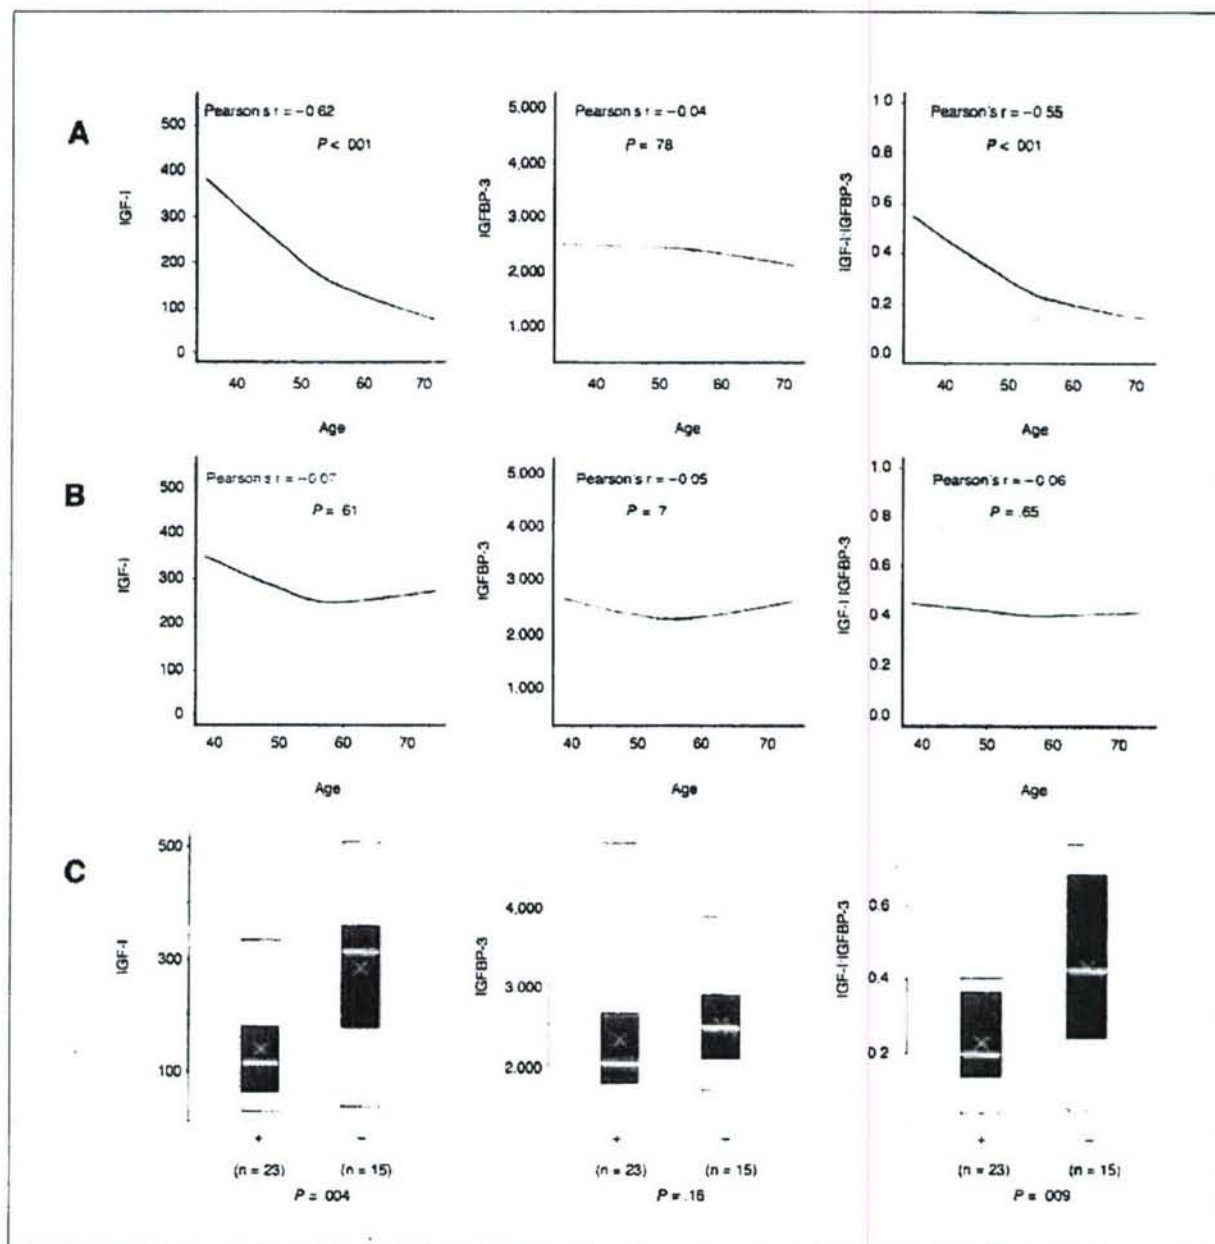 A
Pearson's r = -0.62
P < 001
IGF-I
500
400
300
200
100
0
40 50 60 70
Age
Pearson's r = -0.04
P = 78
IGFBP-3
5,000
4,000
3,000
2,000
1,000
40 50 60 70
Age
Pearson's r = -0.55
P < 001
IGF-I:IGFBP-3
1 0
0.8
0 6
0.4
0.2
0.0
40 50 60 70
Age
B
Pearson's r = -0.07
P = 61
IGF-I
500
400
300
200
100
0
40 50 60 70
Age
Pearson's r = -0.05
P = 7
IGFBP-3
5.000
4 000
3 000
2.000
1.000
40 50 60 70
Age
Pearson's r = -0 06
P = .65
IGF-I IGFBP-3
1 0
0 8
0.6
0.4
0.2
0.0
40 50 60 70
Age
C
IGF-I
500
300
100
+ -
(n = 23) (n = 15)
P = 004
IGFBP-3
4,000
3 000
2.000
+ -
(n = 23) (n = 15)
P = .16
IGF-I:IGFBP-3
0.6
0.4
0 2
+ -
(n = 23) (n = 15)
P = 009